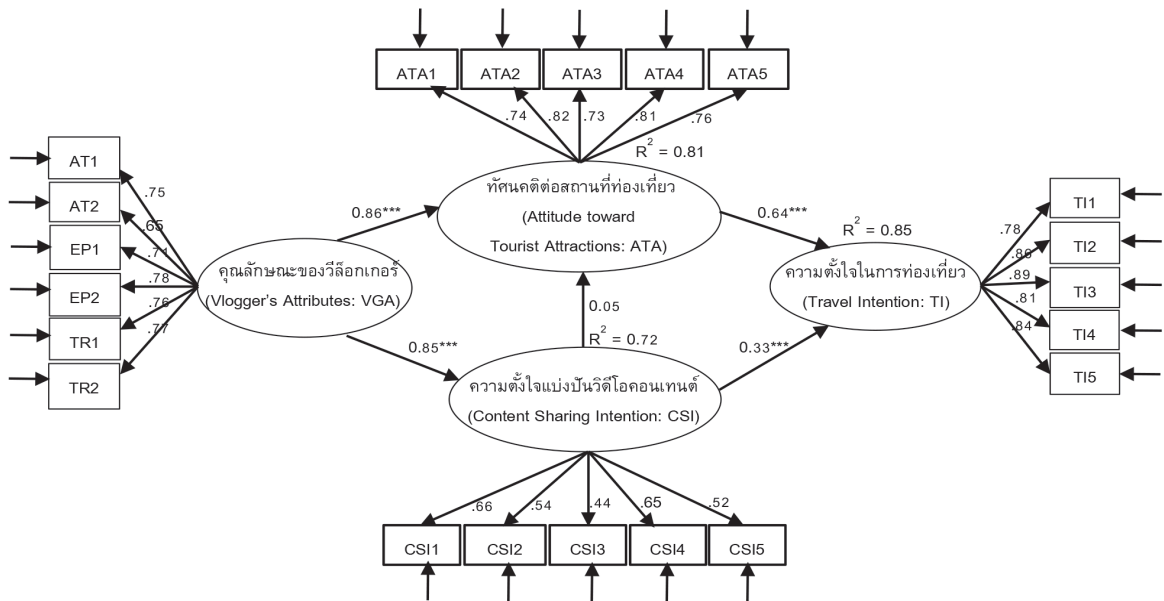 ATA1 ATA2 ATA3 ATA4 ATA5
.74 .82 .73 .81 .76
R² = 0.81
ทัศนคติต่อสถานที่ท่องเที่ยว
(Attitude toward
Tourist Attractions: ATA)
AT1
AT2
EP1
EP2
TR1
TR2
.75
.65
.71
.78
.76
.77
คุณลักษณะของวีล็อกเกอร์
(Vlogger's Attributes: VGA)
0.86***
0.85***
0.05
R² = 0.72
ความตั้งใจแบ่งปันวิดีโอคอนเทนต์
(Content Sharing Intention: CSI)
0.64***
0.33***
R² = 0.85
ความตั้งใจในการท่องเที่ยว
(Travel Intention: TI)
.78
.86
.89
.81
.84
TI1
TI2
TI3
TI4
TI5
.66 .54 .44 .65 .52
CSI1 CSI2 CSI3 CSI4 CSI5